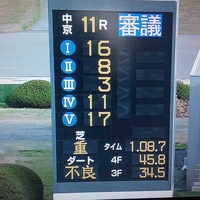 中京 11R 審議
I 16
II 8
III 3
IV 11
V 17
芝
重 タイム 1.08.7
ダート 4F 45.8
不良 3F 34.5